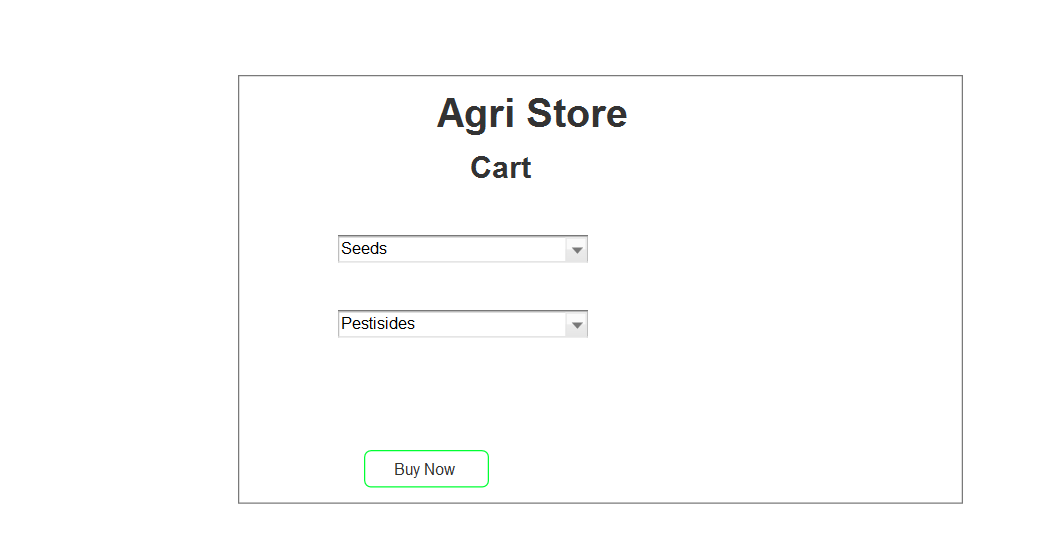 Agri Store
Cart
Seeds
Pestisides
Buy Now